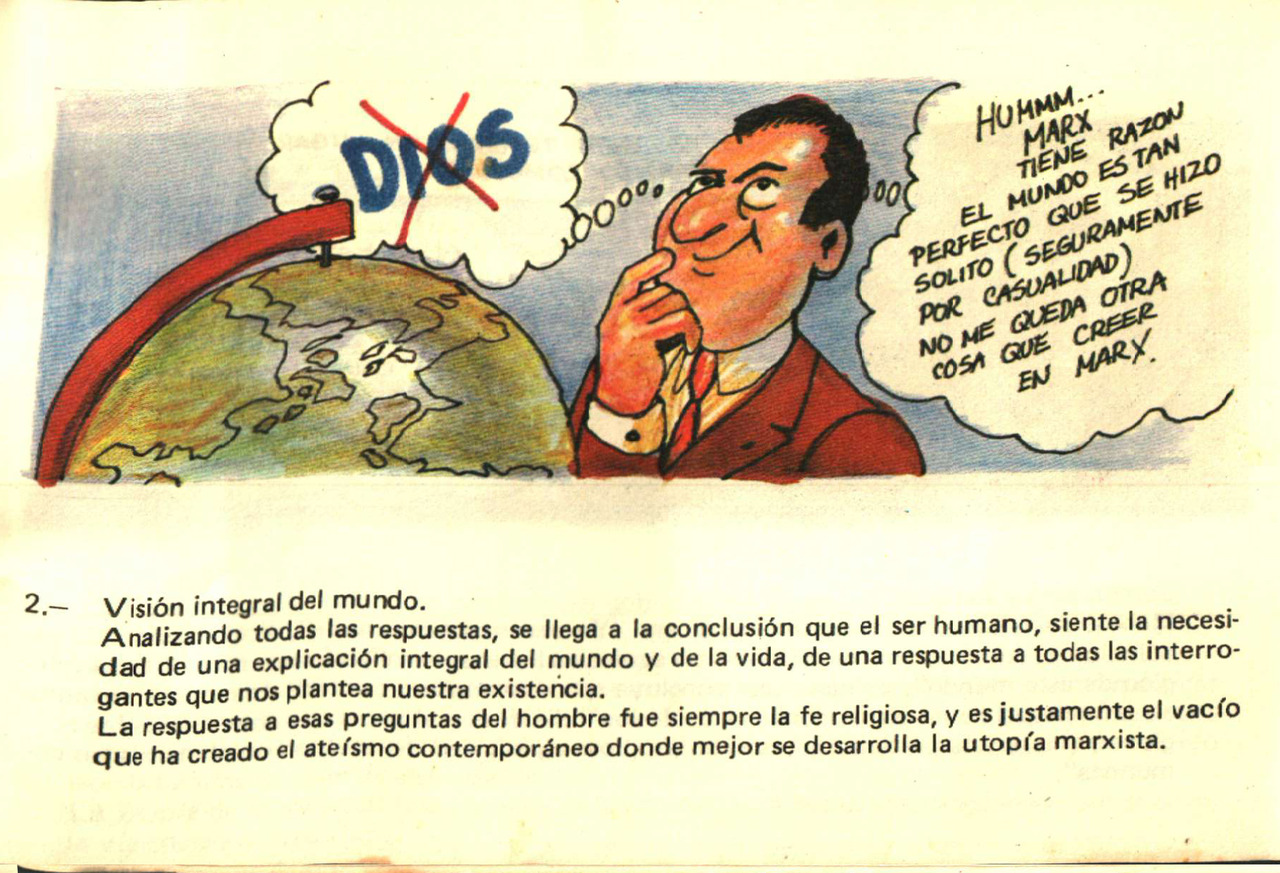 DIOS
HUMMM...
MARX
TIENE RAZON
EL MUNDO ES TAN
PERFECTO QUE SE HIZO
SOLITO (SEGURAMENTE
POR CASUALIDAD)
NO ME QUEDA OTRA
COSA QUE CREER
EN MARX.
2.— Visión integral del mundo.
Analizando todas las respuestas, se llega a la conclusión que el ser humano, siente la necesi-
dad de una explicación integral del mundo y de la vida, de una respuesta a todas las interro-
gantes que nos plantea nuestra existencia.
La respuesta a esas preguntas del hombre fue siempre la fe religiosa, y es justamente el vacío
que ha creado el ateísmo contemporáneo donde mejor se desarrolla la utopía marxista.